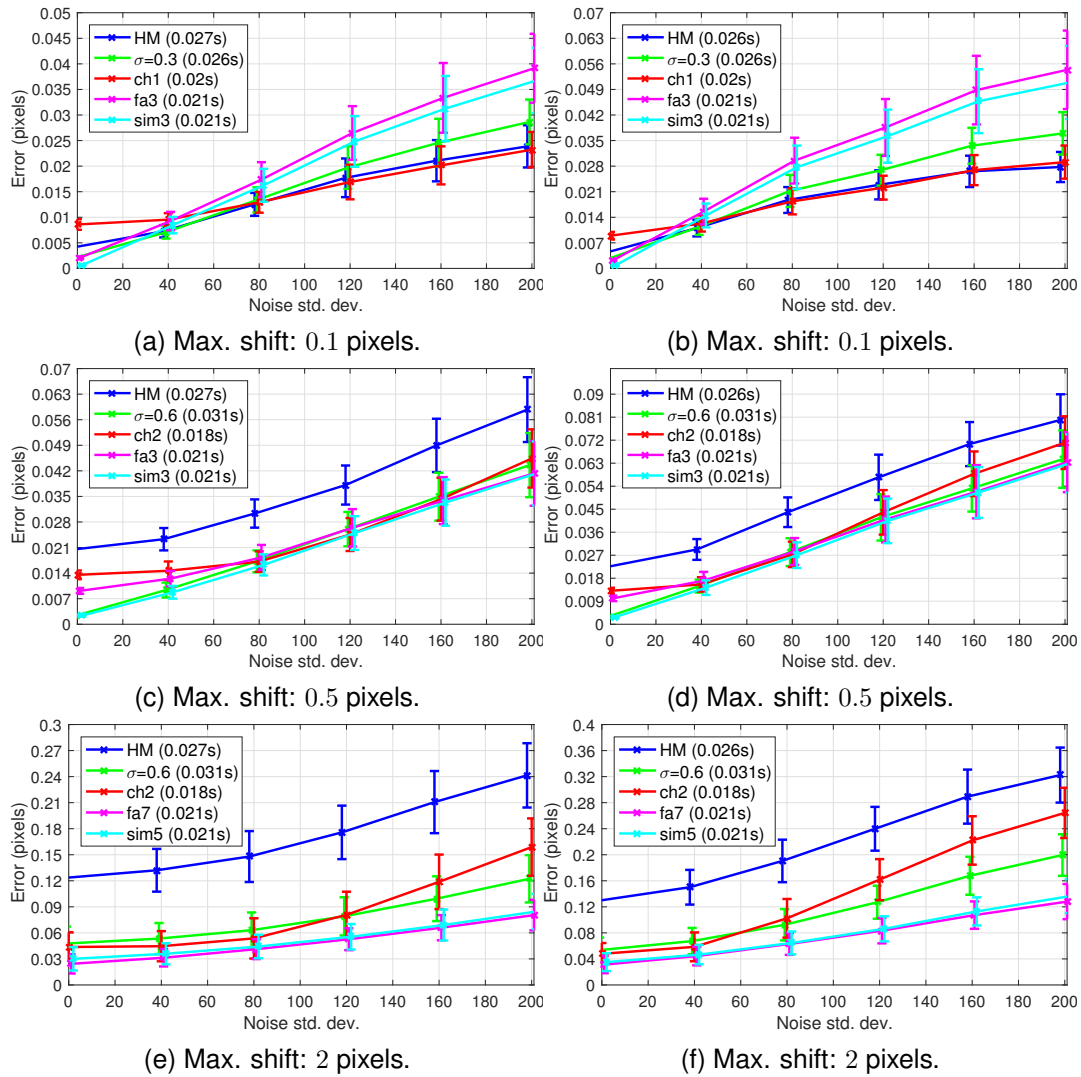 0.05
0.045
0.04
0.035
0.03
0.025
0.02
0.015
0.01
0.005
0
Error (pixels)
HM (0.027s)
σ=0.3 (0.026s)
ch1 (0.02s)
fa3 (0.021s)
sim3 (0.021s)
0 20 40 60 80 100 120 140 160 180 200
Noise std. dev.
(a) Max. shift: 0.1 pixels.
0.07
0.063
0.056
0.049
0.042
0.035
0.028
0.021
0.014
0.007
0
Error (pixels)
HM (0.026s)
σ=0.3 (0.026s)
ch1 (0.02s)
fa3 (0.021s)
sim3 (0.021s)
0 20 40 60 80 100 120 140 160 180 200
Noise std. dev.
(b) Max. shift: 0.1 pixels.
0.07
0.063
0.056
0.049
0.042
0.035
0.028
0.021
0.014
0.007
0
Error (pixels)
HM (0.027s)
σ=0.6 (0.031s)
ch2 (0.018s)
fa3 (0.021s)
sim3 (0.021s)
0 20 40 60 80 100 120 140 160 180 200
Noise std. dev.
(c) Max. shift: 0.5 pixels.
0.09
0.081
0.072
0.063
0.054
0.045
0.036
0.027
0.018
0.009
0
Error (pixels)
HM (0.026s)
σ=0.6 (0.031s)
ch2 (0.018s)
fa3 (0.021s)
sim3 (0.021s)
0 20 40 60 80 100 120 140 160 180 200
Noise std. dev.
(d) Max. shift: 0.5 pixels.
0.3
0.27
0.24
0.21
0.18
0.15
0.12
0.09
0.06
0.03
0
Error (pixels)
HM (0.027s)
σ=0.6 (0.031s)
ch2 (0.018s)
fa7 (0.021s)
sim5 (0.021s)
0 20 40 60 80 100 120 140 160 180 200
Noise std. dev.
(e) Max. shift: 2 pixels.
0.4
0.36
0.32
0.28
0.24
0.2
0.16
0.12
0.08
0.04
0
Error (pixels)
HM (0.026s)
σ=0.6 (0.031s)
ch2 (0.018s)
fa7 (0.021s)
sim5 (0.021s)
0 20 40 60 80 100 120 140 160 180 200
Noise std. dev.
(f) Max. shift: 2 pixels.